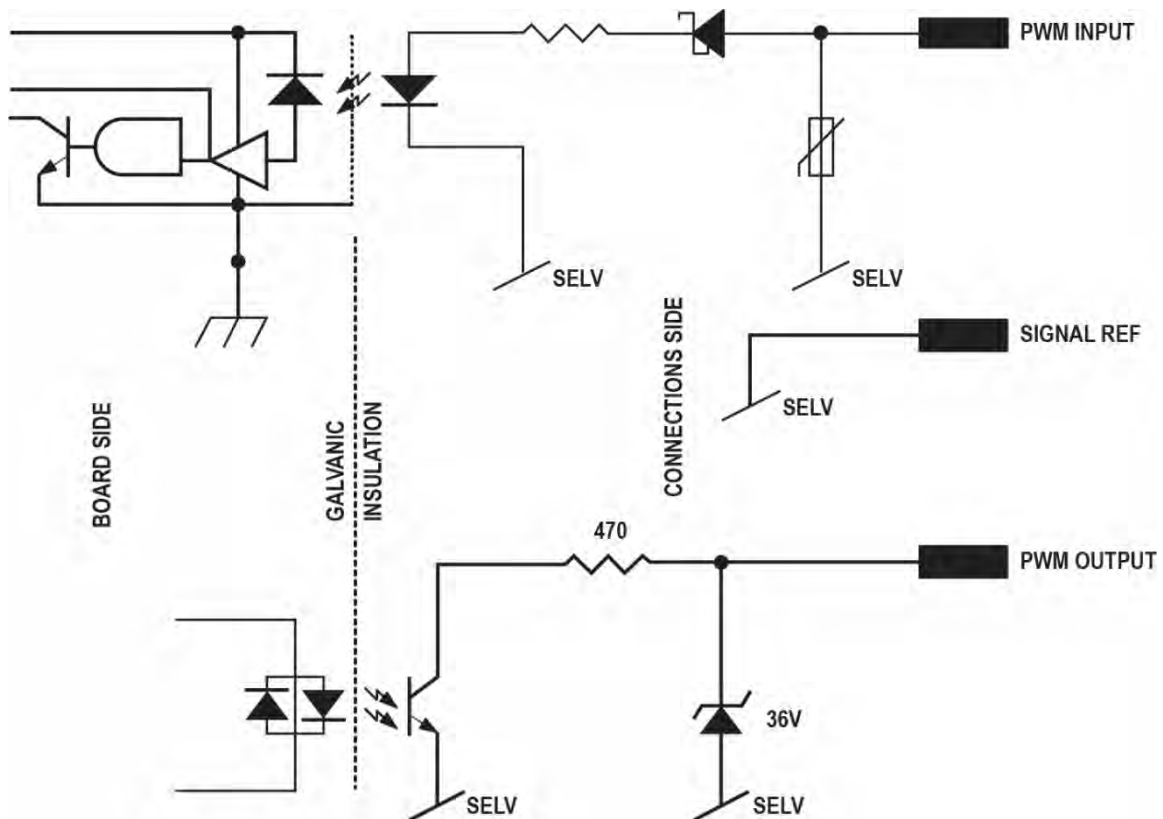 PWM INPUT
SELV
SELV
SIGNAL REF
SELV
BOARD SIDE
GALVANIC
INSULATION
CONNECTIONS SIDE
470
PWM OUTPUT
36V
SELV
SELV